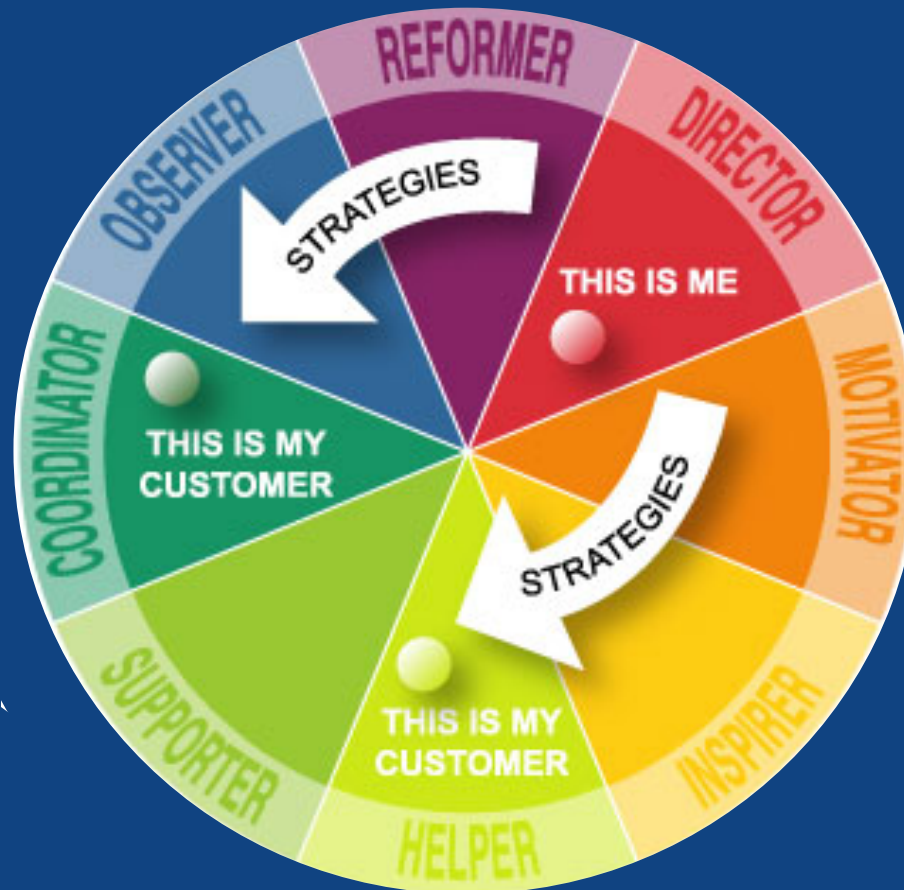 REFORMER
OBSERVER
DIRECTOR
STRATEGIES
THIS IS ME
COORDINATOR
MOTIVATOR
THIS IS MY
CUSTOMER
STRATEGIES
SUPPORTER
INSPIRER
THIS IS MY
CUSTOMER
HELPER